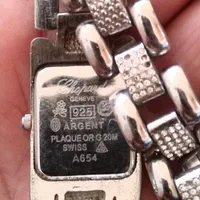 Chopard
GENEVE
925
ARGENT
PLAQUE OR G 20M
SWISS
A654